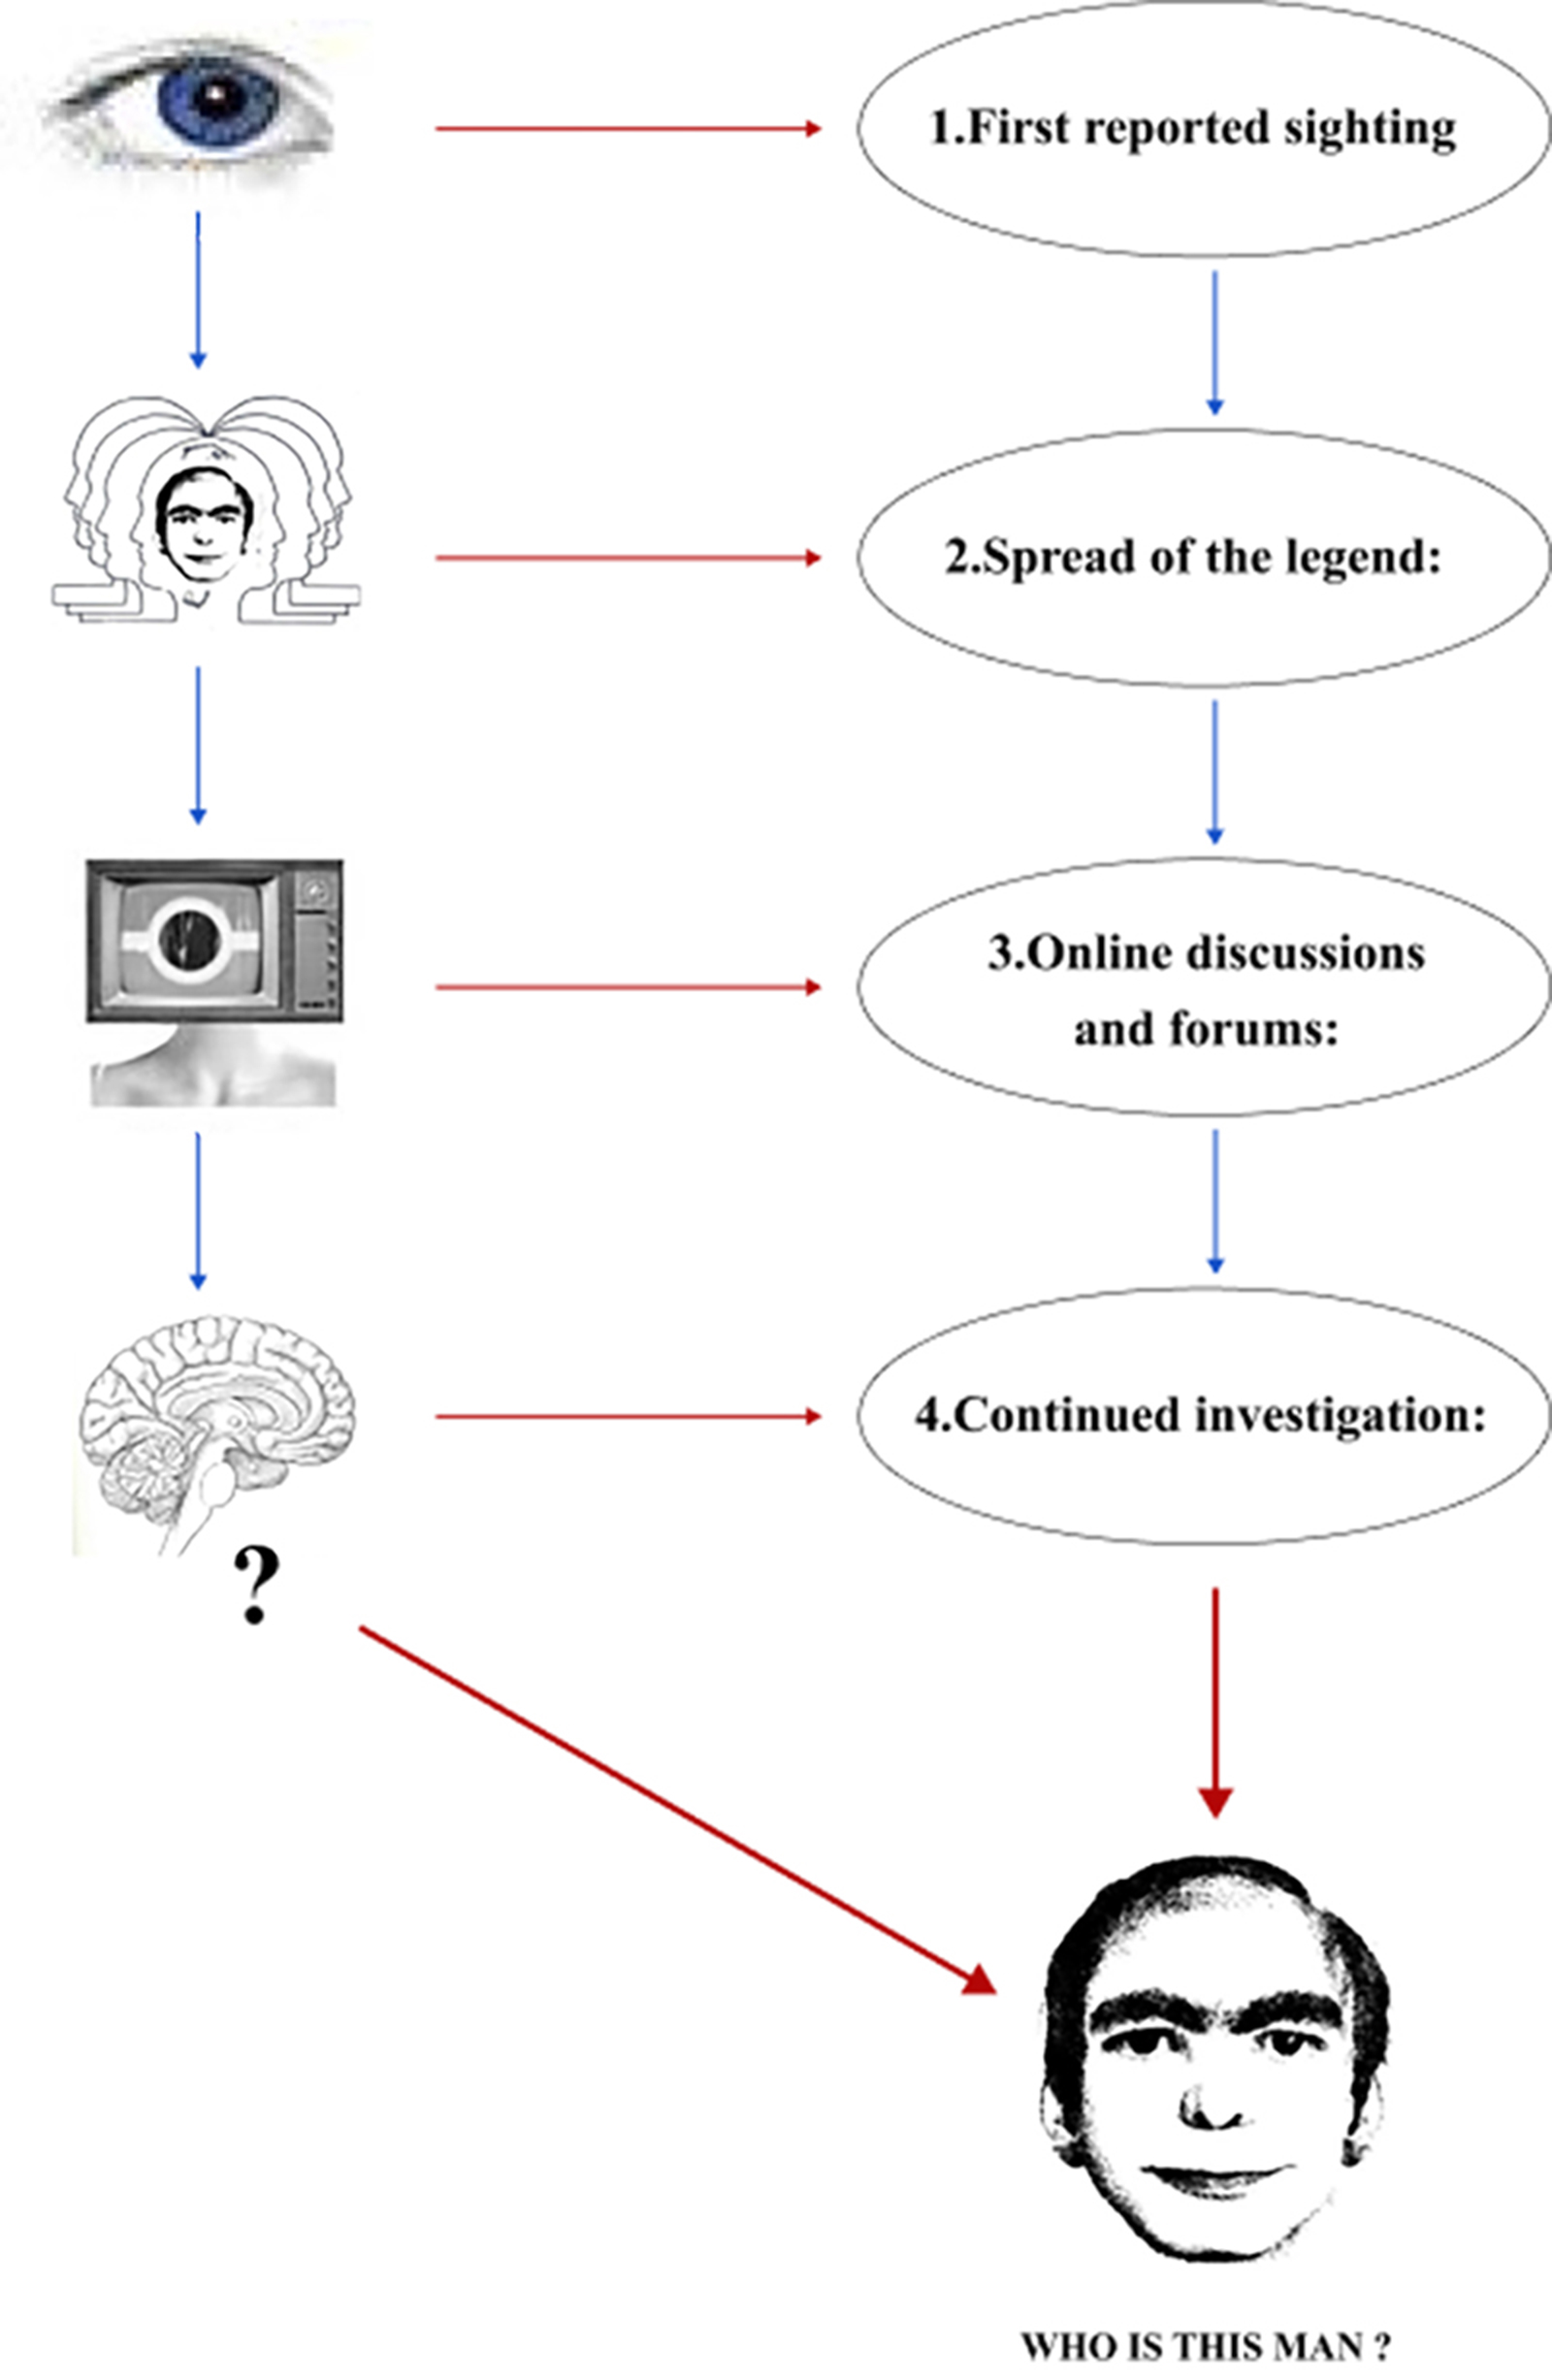 1.First reported sighting
2.Spread of the legend:
3.Online discussions
and forums:
4.Continued investigation:
?
WHO IS THIS MAN ?